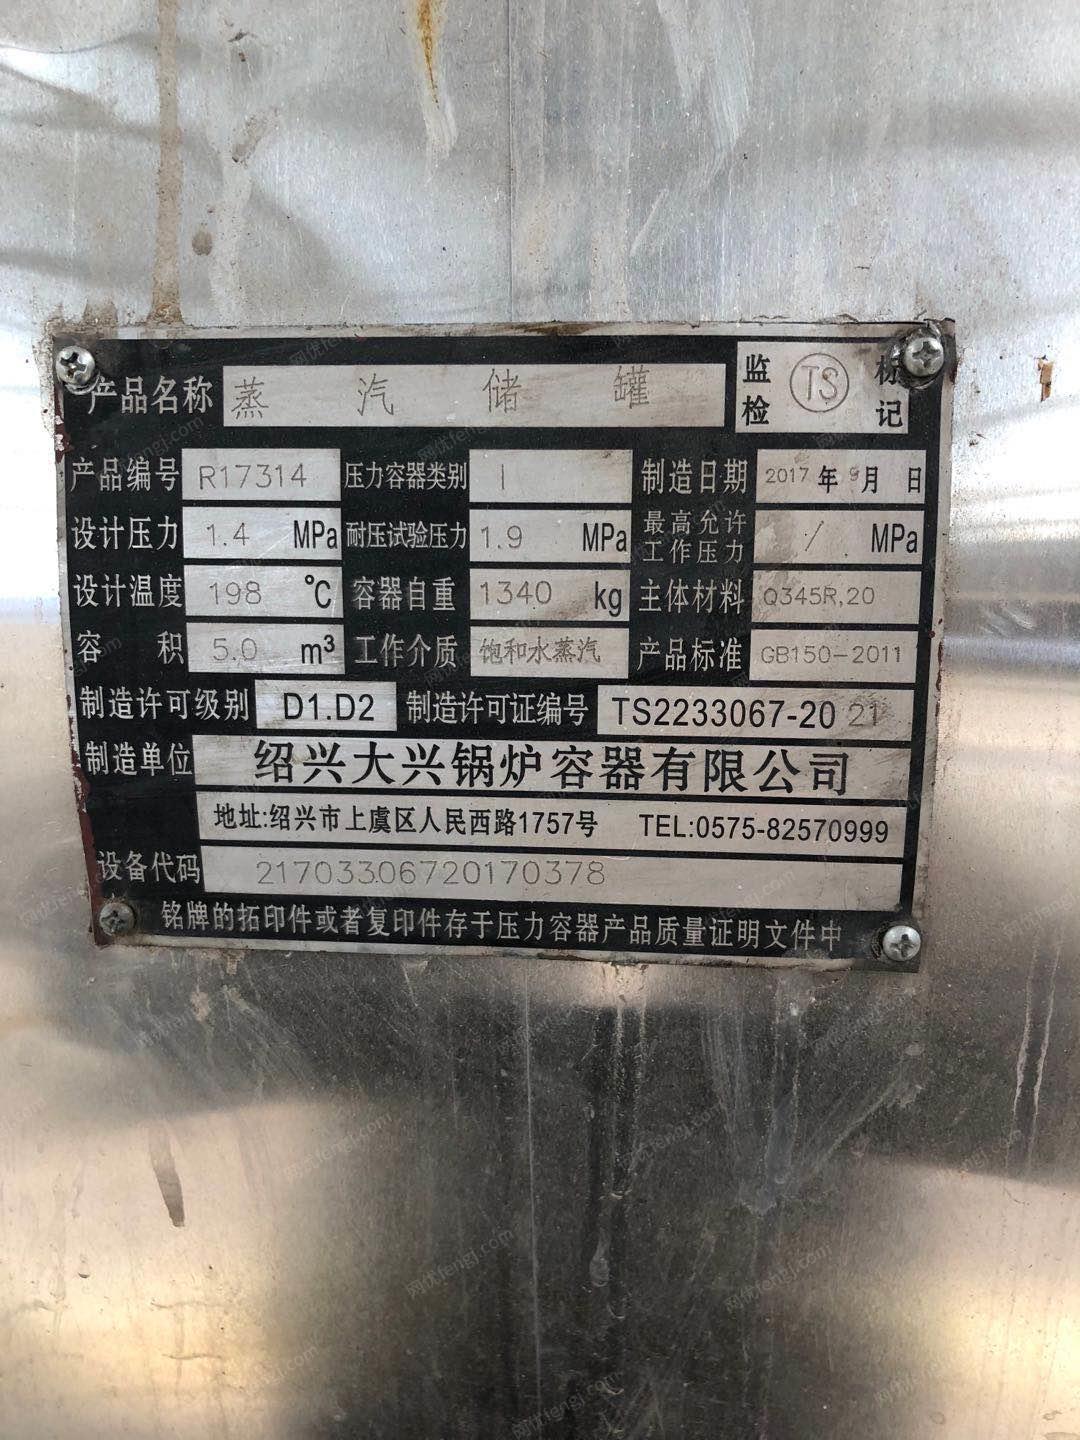 产品名称 蒸汽储罐 监检 TS 标记
产品编号 R17314 压力容器类别 I 制造日期 2017年9月 日
设计压力 1.4 MPa 耐压试验压力 1.9 MPa 最高允许工作压力 / MPa
设计温度 198 ℃ 容器自重 1340 kg 主体材料 Q345R,20
容积 5.0 m³ 工作介质 饱和水蒸汽 产品标准 GB150-2011
制造许可级别 D1.D2 制造许可证编号 TS2233067-2021
制造单位 绍兴大兴锅炉容器有限公司
地址:绍兴市上虞区人民西路1757号 TEL:0575-82570999
设备代码 21703306720170378
铭牌的拓印件或者复印件存于压力容器产品质量证明文件中